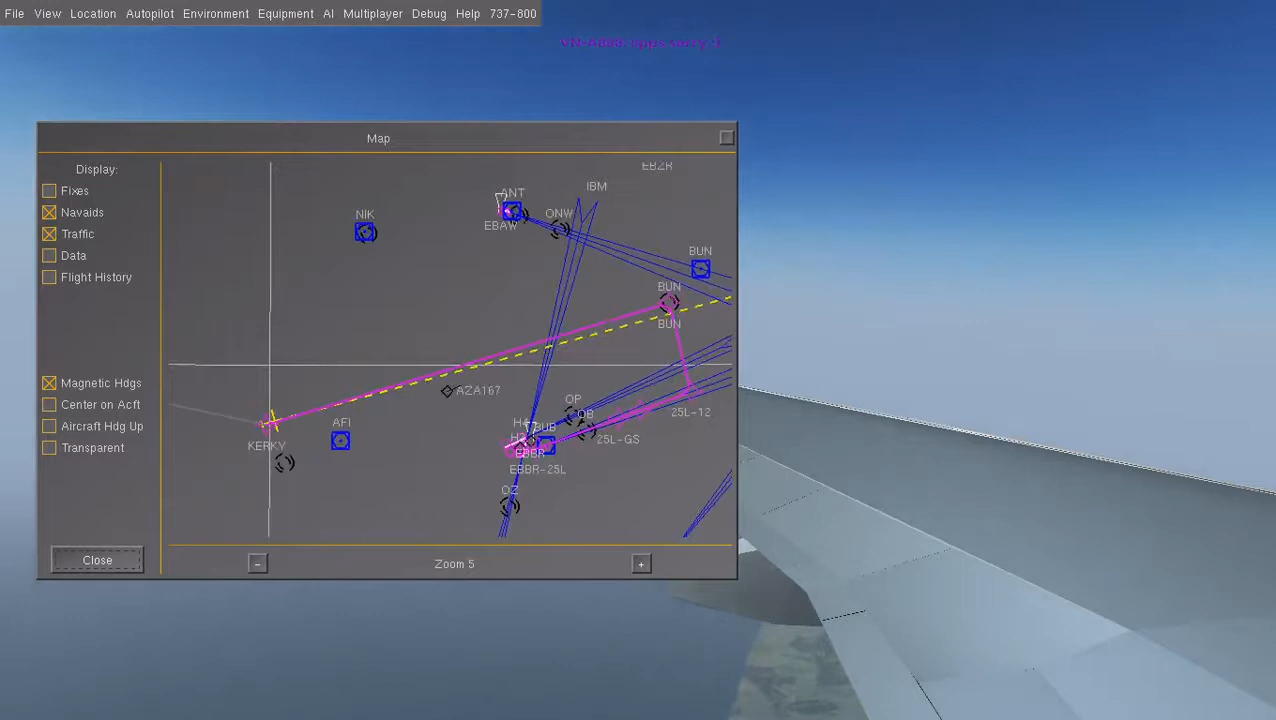 File View Location Autopilot Environment Equipment AI Multiplayer Debug Help 737-800
Map
Display:
Fixes
Navaids
Traffic
Data
Flight History
Magnetic Hdgs
Center on Acft
Aircraft Hdg Up
Transparent
Close
EBZR
IBM
ANT
NIK
ONW
EBAW
BUN
BUN
BUN
AZA167
OP
25L-12
OB
AFI
BUB
25L-GS
KERKY
EBBR
EBBR-25L
OZ
-
Zoom 5
+